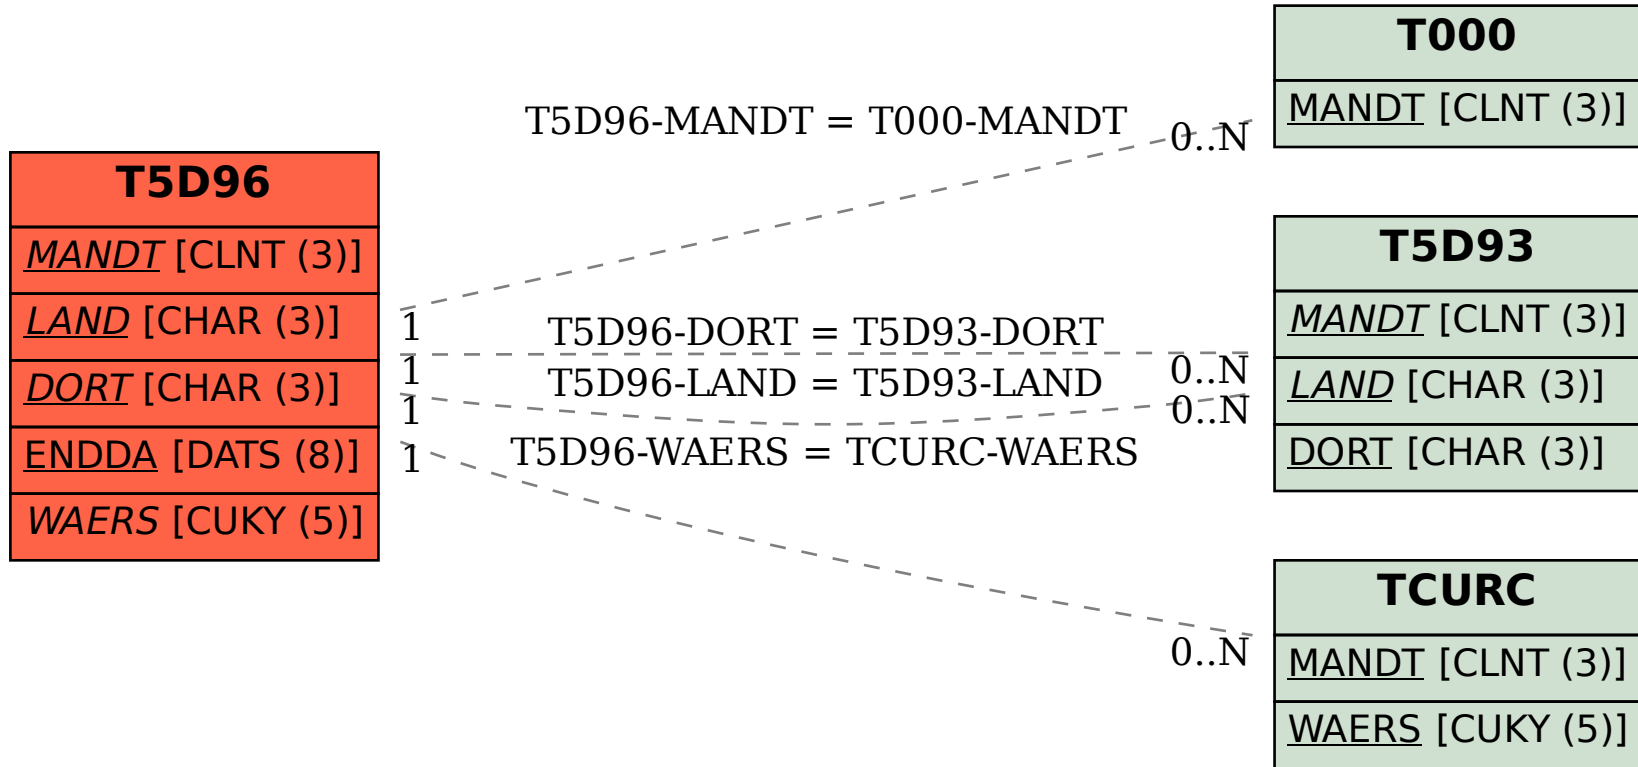 T5D96
MANDT [CLNT (3)]
LAND [CHAR (3)]
DORT [CHAR (3)]
ENDDA [DATS (8)]
WAERS [CUKY (5)]
T5D96-MANDT = T000-MANDT
0..N
1
T5D96-DORT = T5D93-DORT
1
0..N
T5D96-LAND = T5D93-LAND
1
0..N
T5D96-WAERS = TCURC-WAERS
1
0..N
T000
MANDT [CLNT (3)]
T5D93
MANDT [CLNT (3)]
LAND [CHAR (3)]
DORT [CHAR (3)]
TCURC
MANDT [CLNT (3)]
WAERS [CUKY (5)]